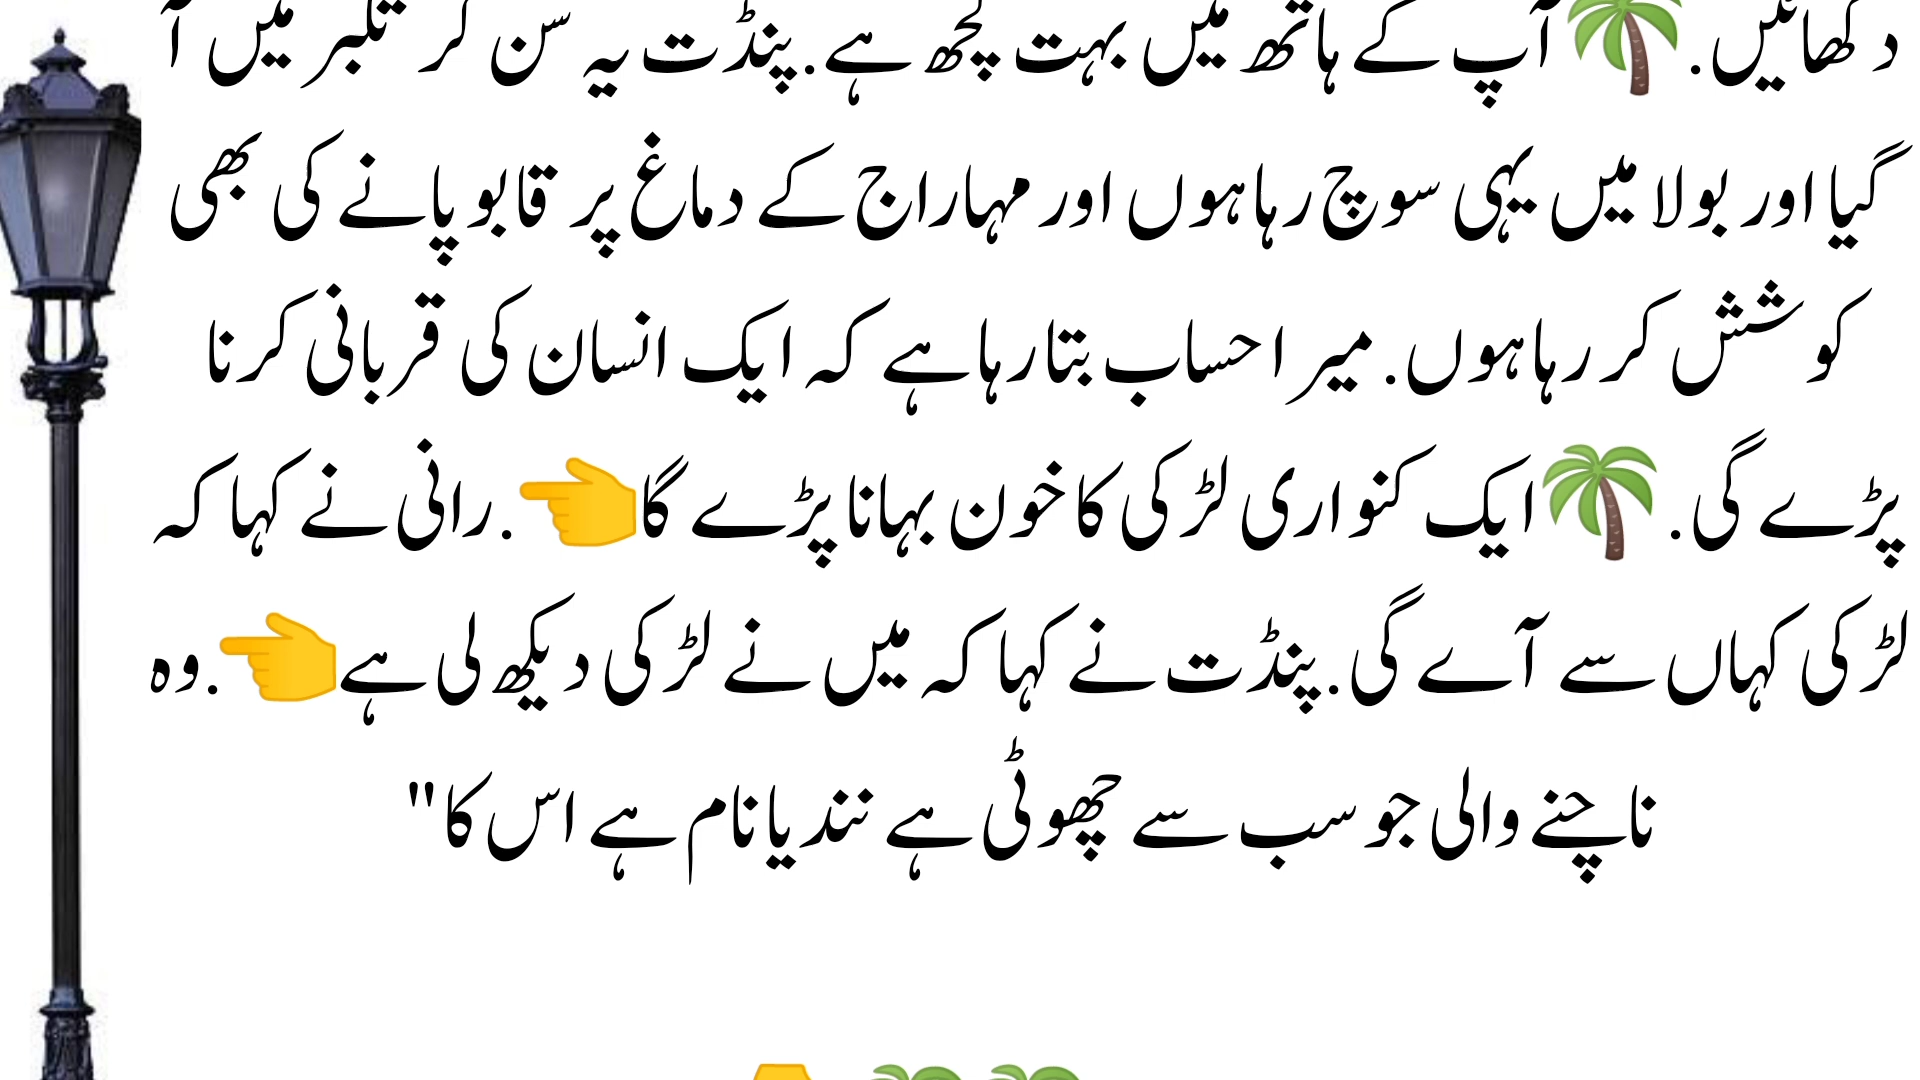 دکھائیں.🌴آپ کے ہاتھ میں بہت کچھ ہے.پنڈت یہ سن کر تکبر میں آ
گیا اور بولا میں یہی سوچ رہا ہوں اور مہاراج کے دماغ پر قابو پانے کی بھی
کوشش کر رہا ہوں. میرا حساب بتا رہا ہے کہ ایک انسان کی قربانی کرنا
پڑے گی.🌴ایک کنواری لڑکی کا خون بہانا پڑے گا👈.رانی نے کہا کہ
لڑکی کہاں سے آے گی.پنڈت نے کہا کہ میں نے لڑکی دیکھ لی ہے👈.وہ
ناچنے والی جو سب سے چھوٹی ہے نندیا نام ہے اس کا"